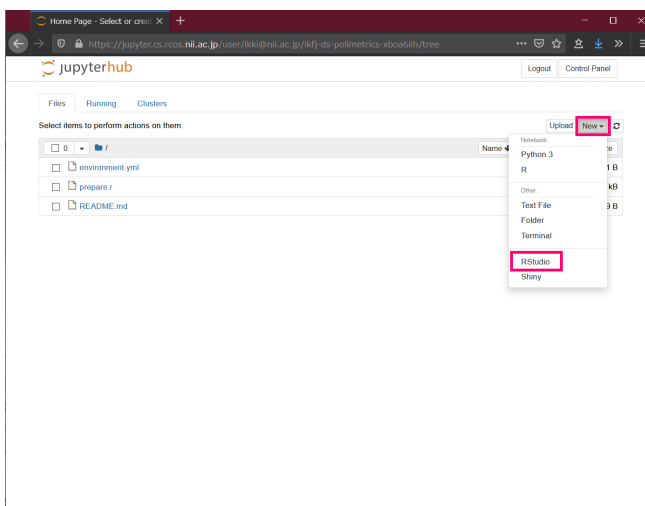 Home Page - Select or creat
https://jupyter.cs.rcos.nii.ac.jp/user/ikki@nii.ac.jp/ikfj-ds-polimetrics-xboa6iih/tree
jupyterhub
Logout
Control Panel
Files
Running
Clusters
Select items to perform actions on them.
Upload
New
0
/
Name
environment.yml
prepare.r
kB
README.md
9 B
Notebook:
Python 3
R
Other:
Text File
Folder
Terminal
RStudio
Shiny